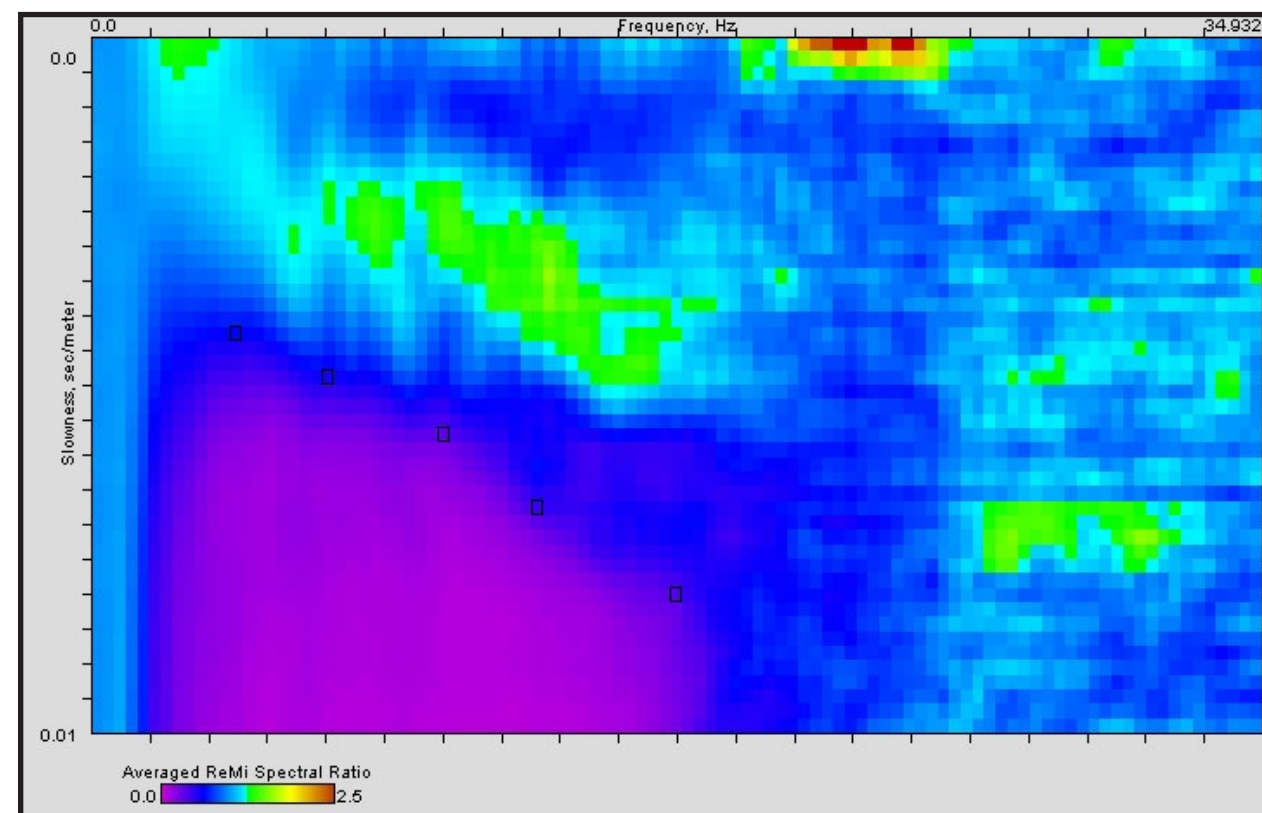 0.0 Frequency, Hz 34.932
0.0
Slowness, sec/meter
0.01
Averaged ReMi Spectral Ratio
0.0 2.5